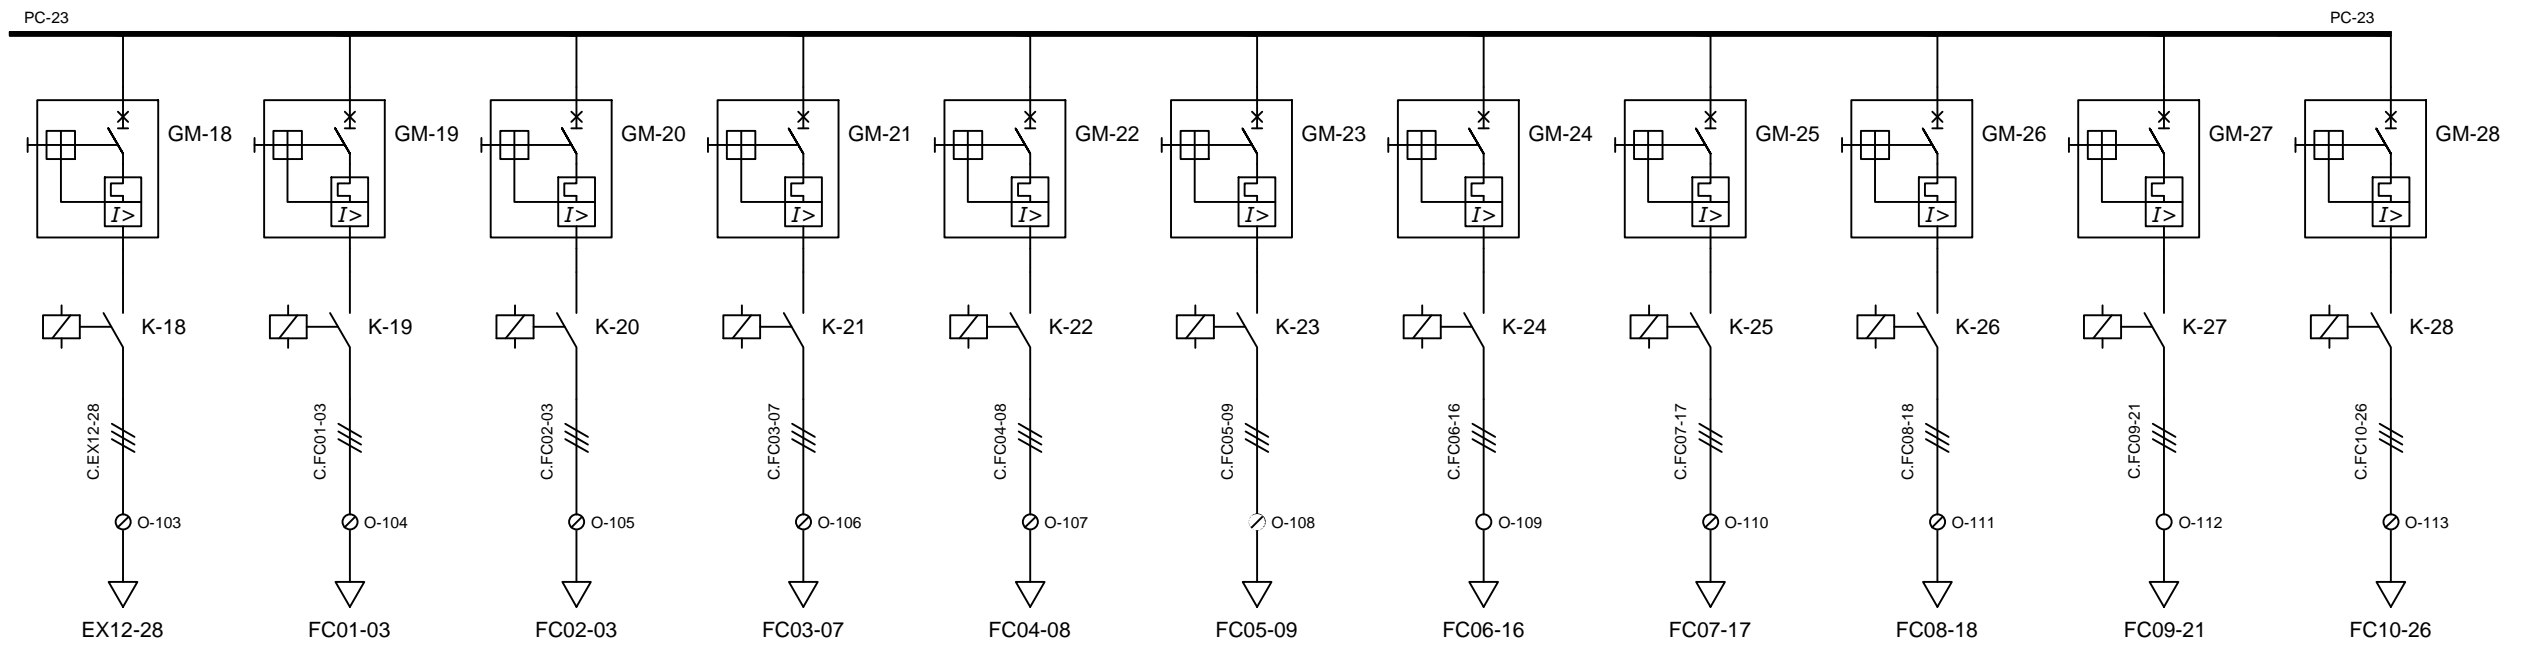 PC-23 PC-23
GM-18 GM-19 GM-20 GM-21 GM-22 GM-23 GM-24 GM-25 GM-26 GM-27 GM-28
I> I> I> I> I> I> I> I> I> I> I>
K-18 K-19 K-20 K-21 K-22 K-23 K-24 K-25 K-26 K-27 K-28
C.EX12-28 C.FC01-03 C.FC02-03 C.FC03-07 C.FC04-08 C.FC05-09 C.FC06-16 C.FC07-17 C.FC08-18 C.FC09-21 C.FC10-26
O-103 O-104 O-105 O-106 O-107 O-108 O-109 O-110 O-111 O-112 O-113
EX12-28 FC01-03 FC02-03 FC03-07 FC04-08 FC05-09 FC06-16 FC07-17 FC08-18 FC09-21 FC10-26